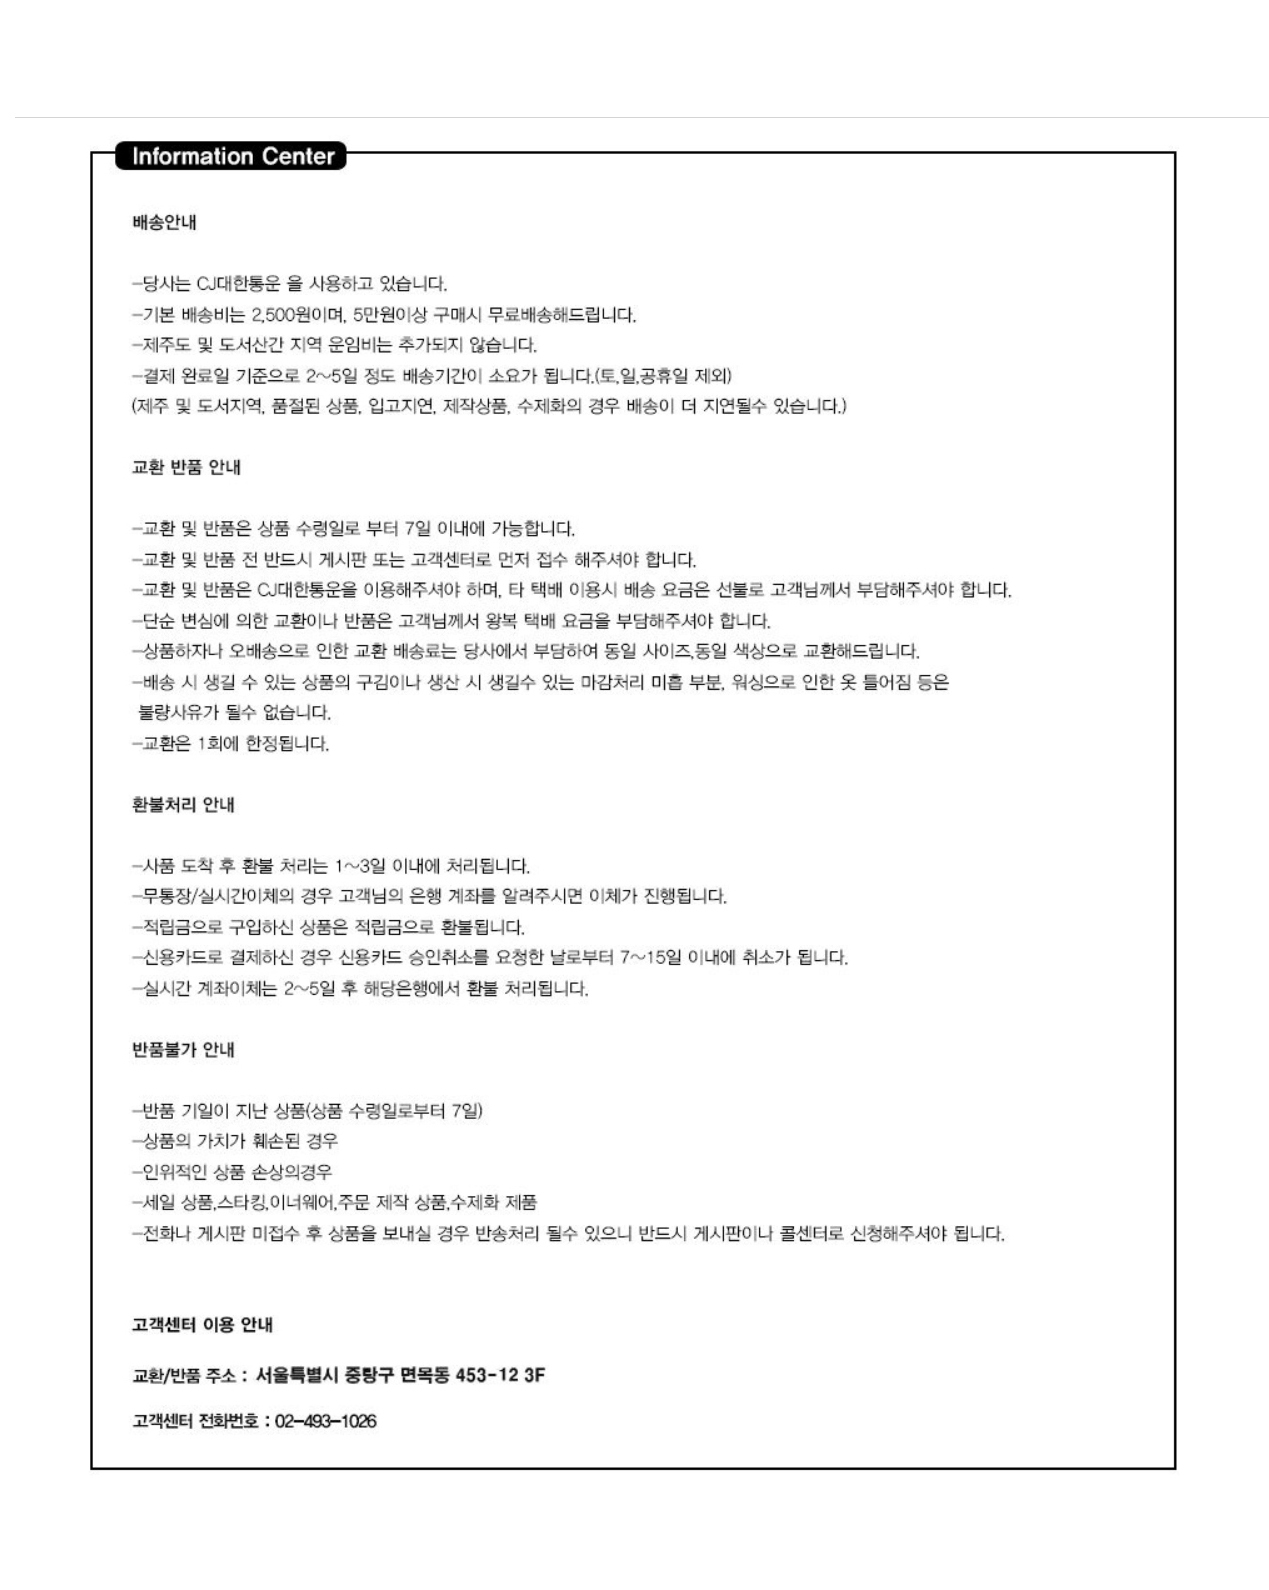 Information Center
배송안내
-당사는 CJ대한통운 을 사용하고 있습니다.
-기본 배송비는 2,500원이며, 5만원이상 구매시 무료배송해드립니다.
-제주도 및 도서산간 지역 운임비는 추가되지 않습니다.
-결제 완료일 기준으로 2~5일 정도 배송기간이 소요가 됩니다.(토,일,공휴일 제외)
(제주 및 도서지역, 품절된 상품, 입고지연, 제작상품, 수제화의 경우 배송이 더 지연될수 있습니다.)
교환 반품 안내
-교환 및 반품은 상품 수령일로 부터 7일 이내에 가능합니다.
-교환 및 반품 전 반드시 게시판 또는 고객센터로 먼저 접수 해주셔야 합니다.
-교환 및 반품은 CJ대한통운을 이용해주셔야 하며, 타 택배 이용시 배송 요금은 선불로 고객님께서 부담해주셔야 합니다.
-단순 변심에 의한 교환이나 반품은 고객님께서 왕복 택배 요금을 부담해주셔야 합니다.
-상품하자나 오배송으로 인한 교환 배송료는 당사에서 부담하여 동일 사이즈,동일 색상으로 교환해드립니다.
-배송 시 생길 수 있는 상품의 구김이나 생산 시 생길수 있는 마감처리 미흡 부분, 워싱으로 인한 옷 틀어짐 등은
불량사유가 될수 없습니다.
-교환은 1회에 한정됩니다.
환불처리 안내
-사품 도착 후 환불 처리는 1~3일 이내에 처리됩니다.
-무통장/실시간이체의 경우 고객님의 은행 계좌를 알려주시면 이체가 진행됩니다.
-적립금으로 구입하신 상품은 적립금으로 환불됩니다.
-신용카드로 결제하신 경우 신용카드 승인취소를 요청한 날로부터 7~15일 이내에 취소가 됩니다.
-실시간 계좌이체는 2~5일 후 해당은행에서 환불 처리됩니다.
반품불가 안내
-반품 기일이 지난 상품(상품 수령일로부터 7일)
-상품의 가치가 훼손된 경우
-인위적인 상품 손상의경우
-세일 상품,스타킹,이너웨어,주문 제작 상품,수제화 제품
-전화나 게시판 미접수 후 상품을 보내실 경우 반송처리 될수 있으니 반드시 게시판이나 콜센터로 신청해주셔야 됩니다.
고객센터 이용 안내
교환/반품 주소 : 서울특별시 중랑구 면목동 453-12 3F
고객센터 전화번호 : 02-493-1026